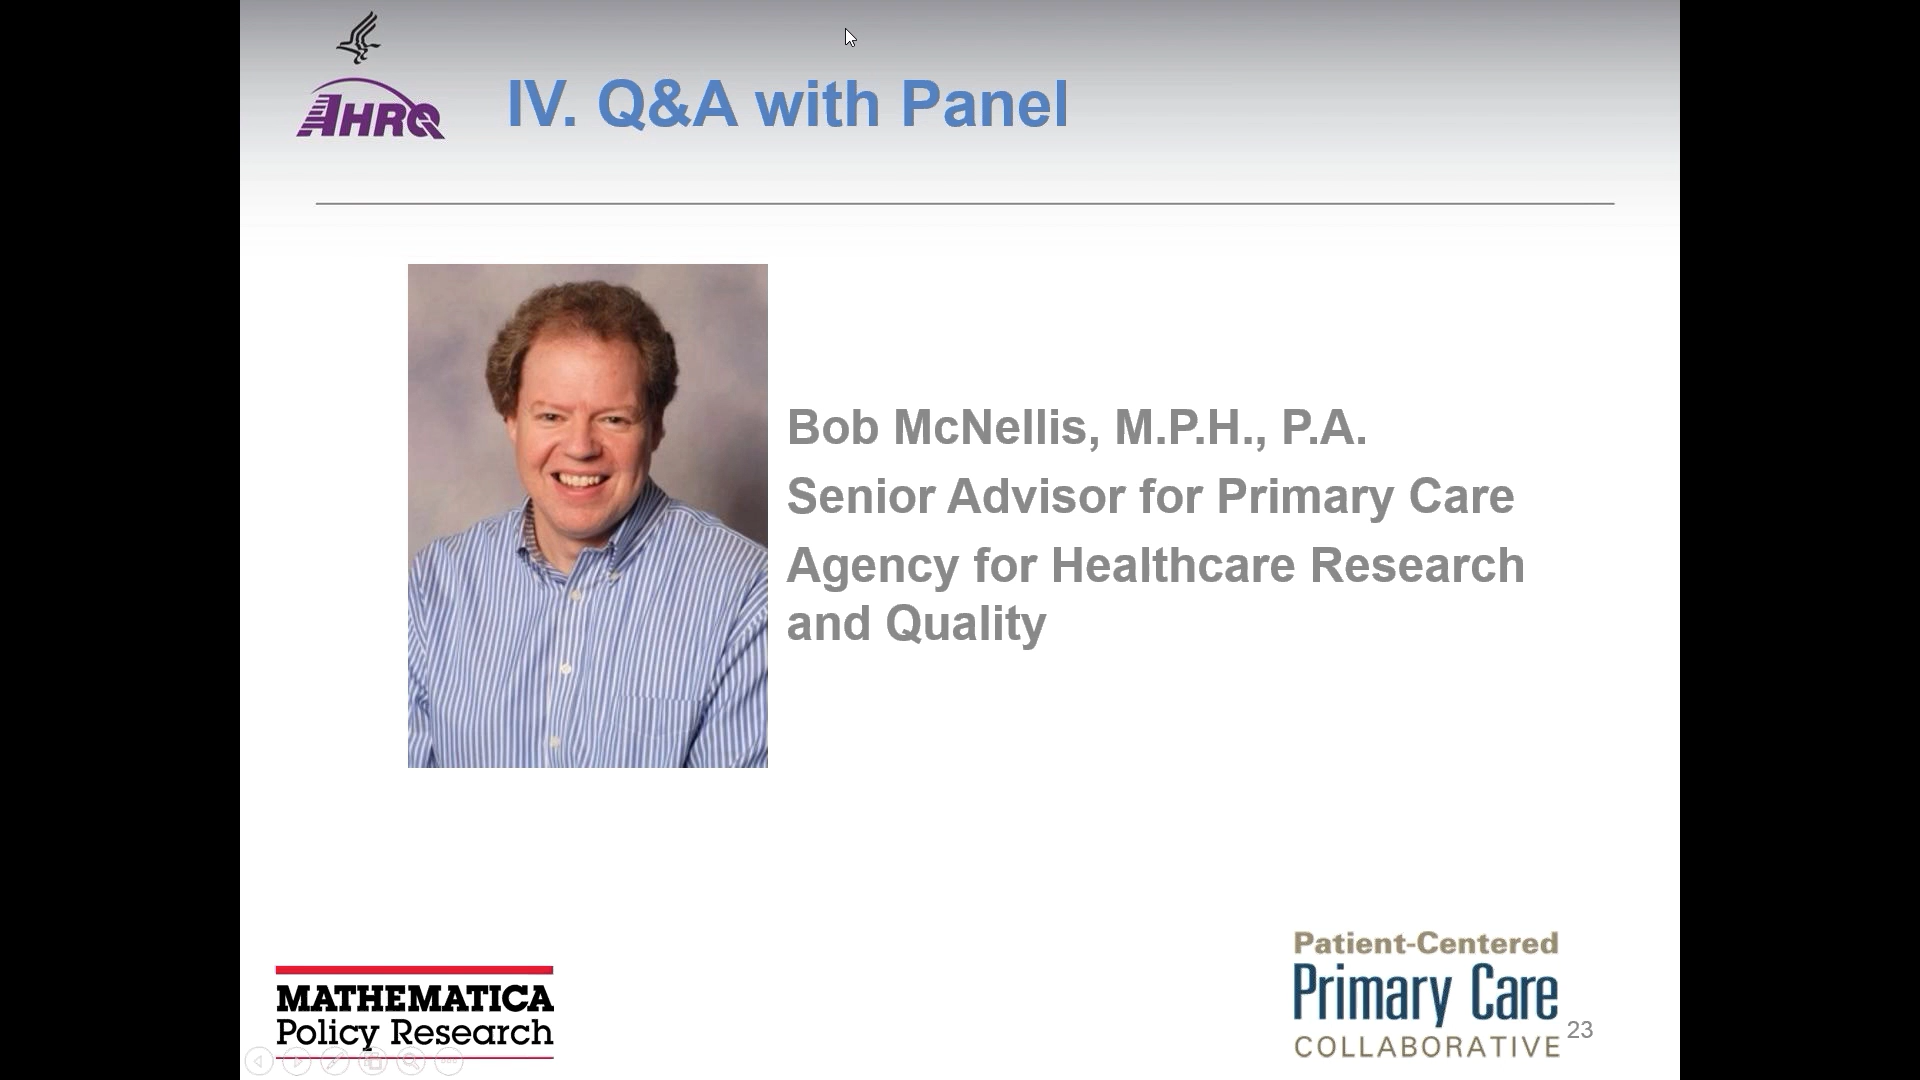 AHRQ
IV. Q&A with Panel
Bob McNellis, M.P.H., P.A.
Senior Advisor for Primary Care
Agency for Healthcare Research
and Quality
MATHEMATICA
Policy Research
Patient-Centered
Primary Care
COLLABORATIVE
23